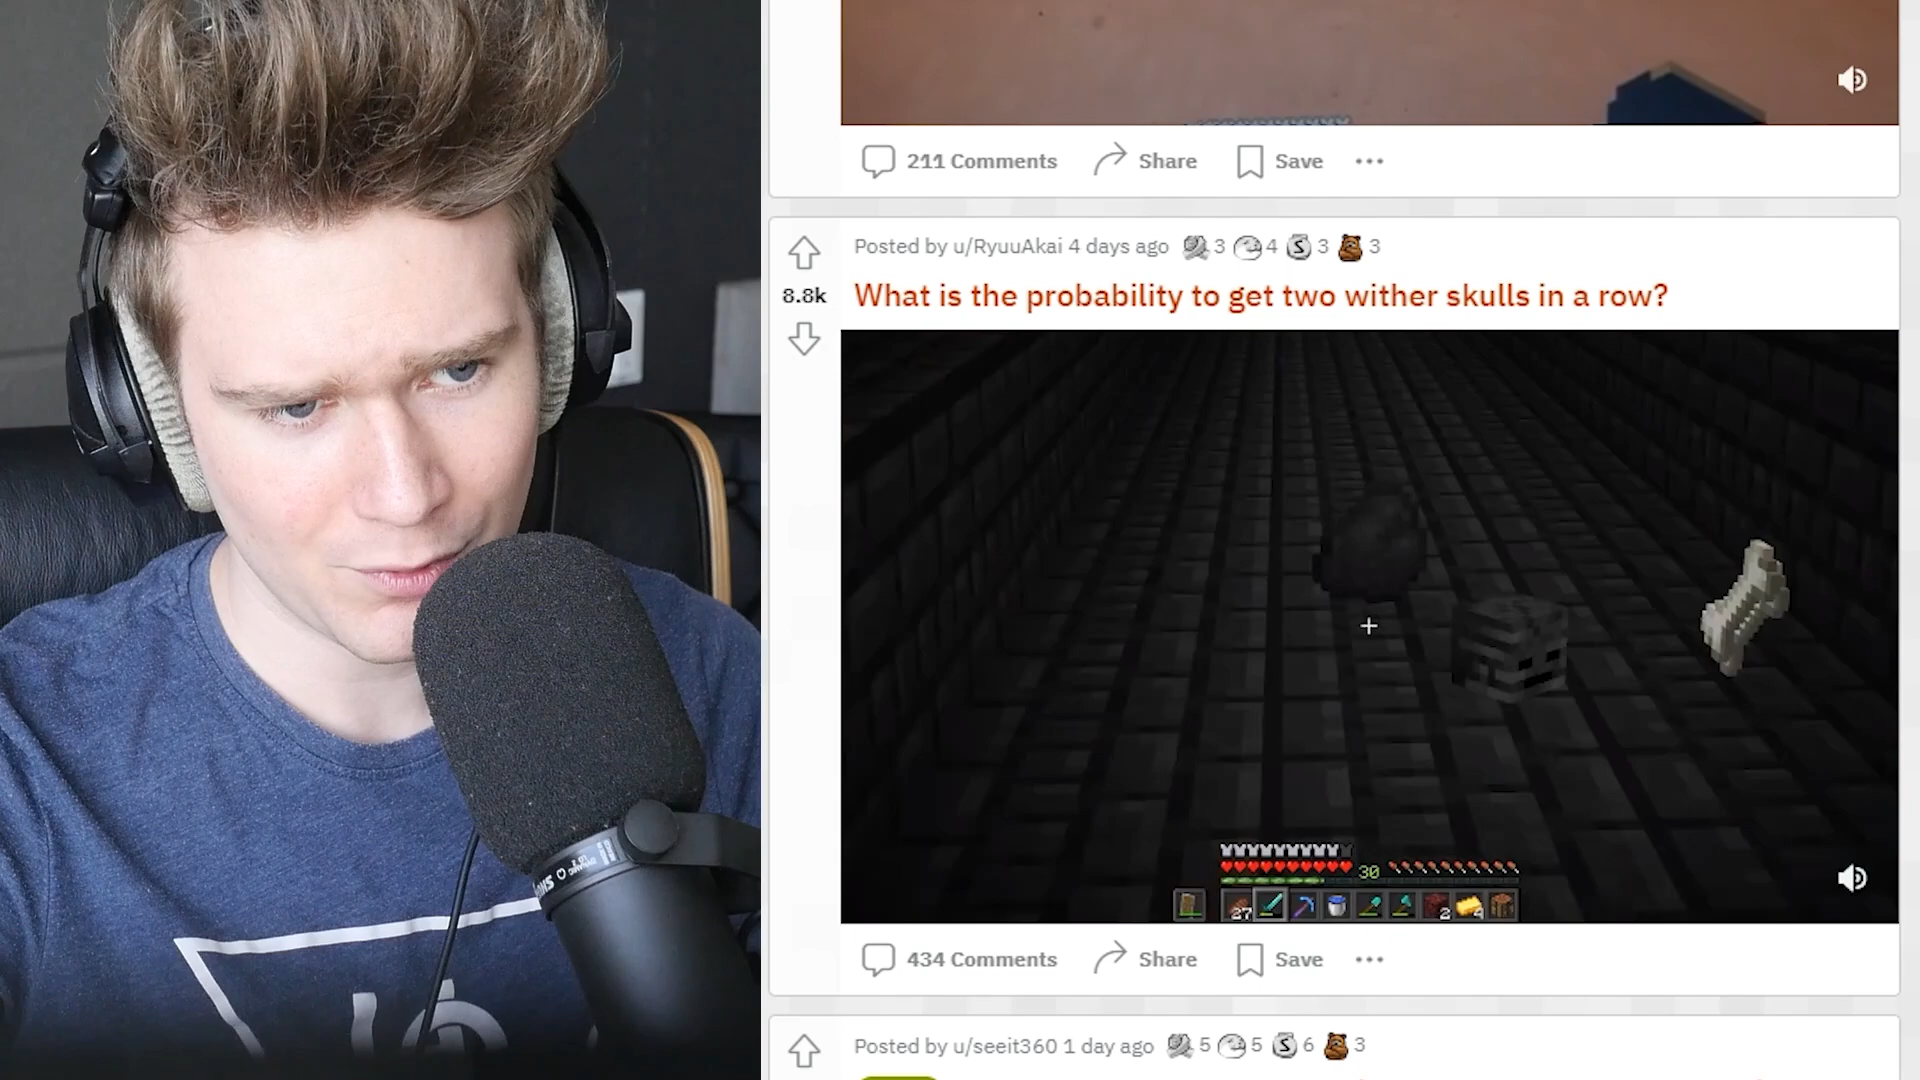 211 Comments
Share
Save
Posted by u/RyuuAkai 4 days ago 3 4 3 3
8.8k
What is the probability to get two wither skulls in a row?
30
27
2
4
434 Comments
Share
Save
Posted by u/seeit360 1 day ago 5 5 6 3